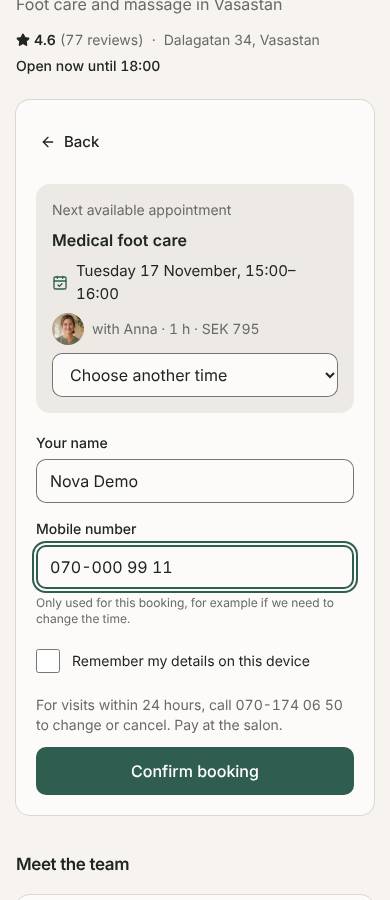 Foot care and massage in Vasastan
4.6 (77 reviews) · Dalagatan 34, Vasastan
Open now until 18:00
Back
Next available appointment
Medical foot care
Tuesday 17 November, 15:00–
16:00
with Anna · 1 h · SEK 795
Choose another time
Your name
Nova Demo
Mobile number
070-000 99 11
Only used for this booking, for example if we need to
change the time.
Remember my details on this device
For visits within 24 hours, call 070-174 06 50
to change or cancel. Pay at the salon.
Confirm booking
Meet the team